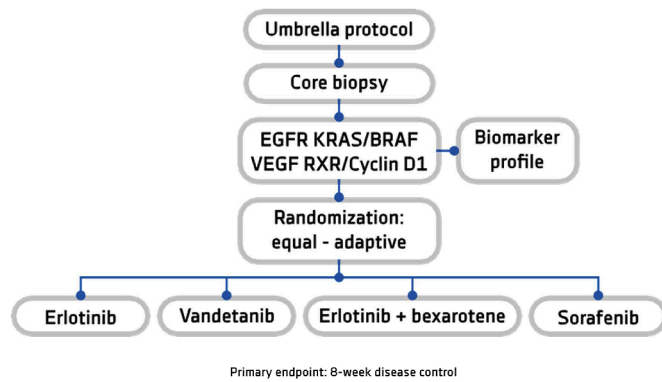 Umbrella protocol
Core biopsy
EGFR KRAS/BRAF
VEGF RXR/Cyclin D1
Biomarker
profile
Randomization:
equal - adaptive
Erlotinib
Vandetanib
Erlotinib + bexarotene
Sorafenib
Primary endpoint: 8-week disease control